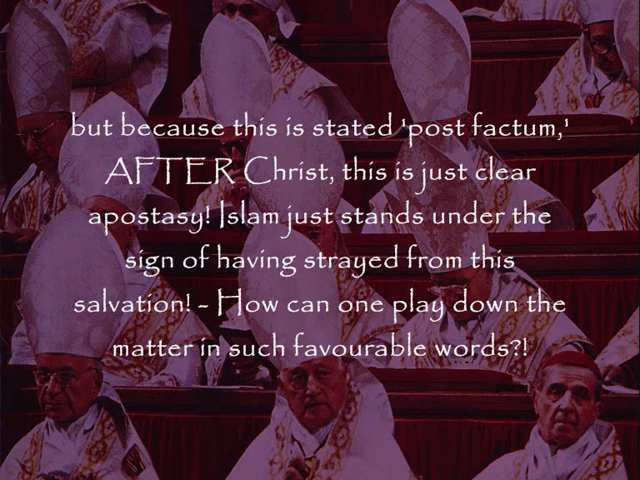 but because this is stated 'post factum,'
AFTER Christ, this is just clear
apostasy! Islam just stands under the
sign of having strayed from this
salvation! - How can one play down the
matter in such favourable words?!